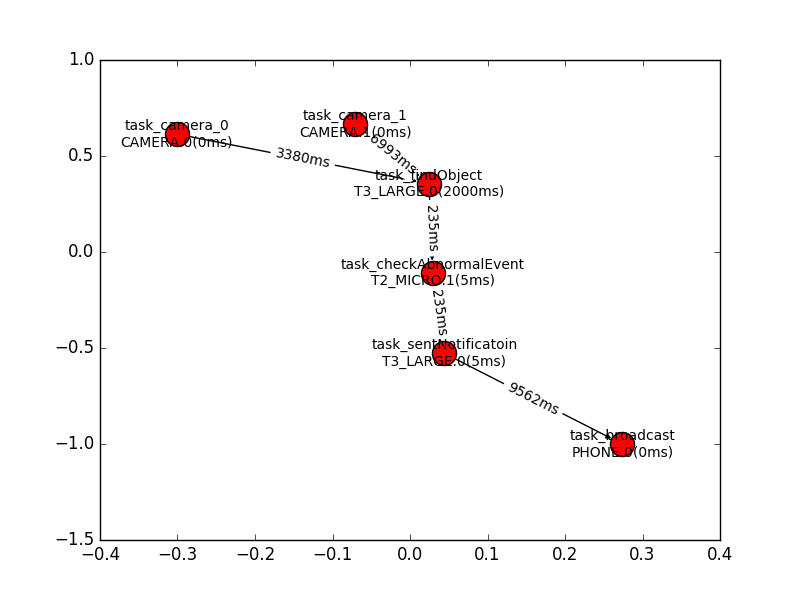 1.0
0.5
0.0
−0.5
−1.0
−1.5
−0.4
−0.3
−0.2
−0.1
0.0
0.1
0.2
0.3
0.4
task_camera_0
CAMERA.0(0ms)
task_camera_1
CAMERA.1(0ms)
3380ms
6993ms
task_findObject
T3_LARGE.0(2000ms)
235ms
task_checkAbnormalEvent
T2_MICRO.1(5ms)
235ms
task_sentNotificatoin
T3_LARGE.0(5ms)
9562ms
task_broadcast
PHONE.0(0ms)